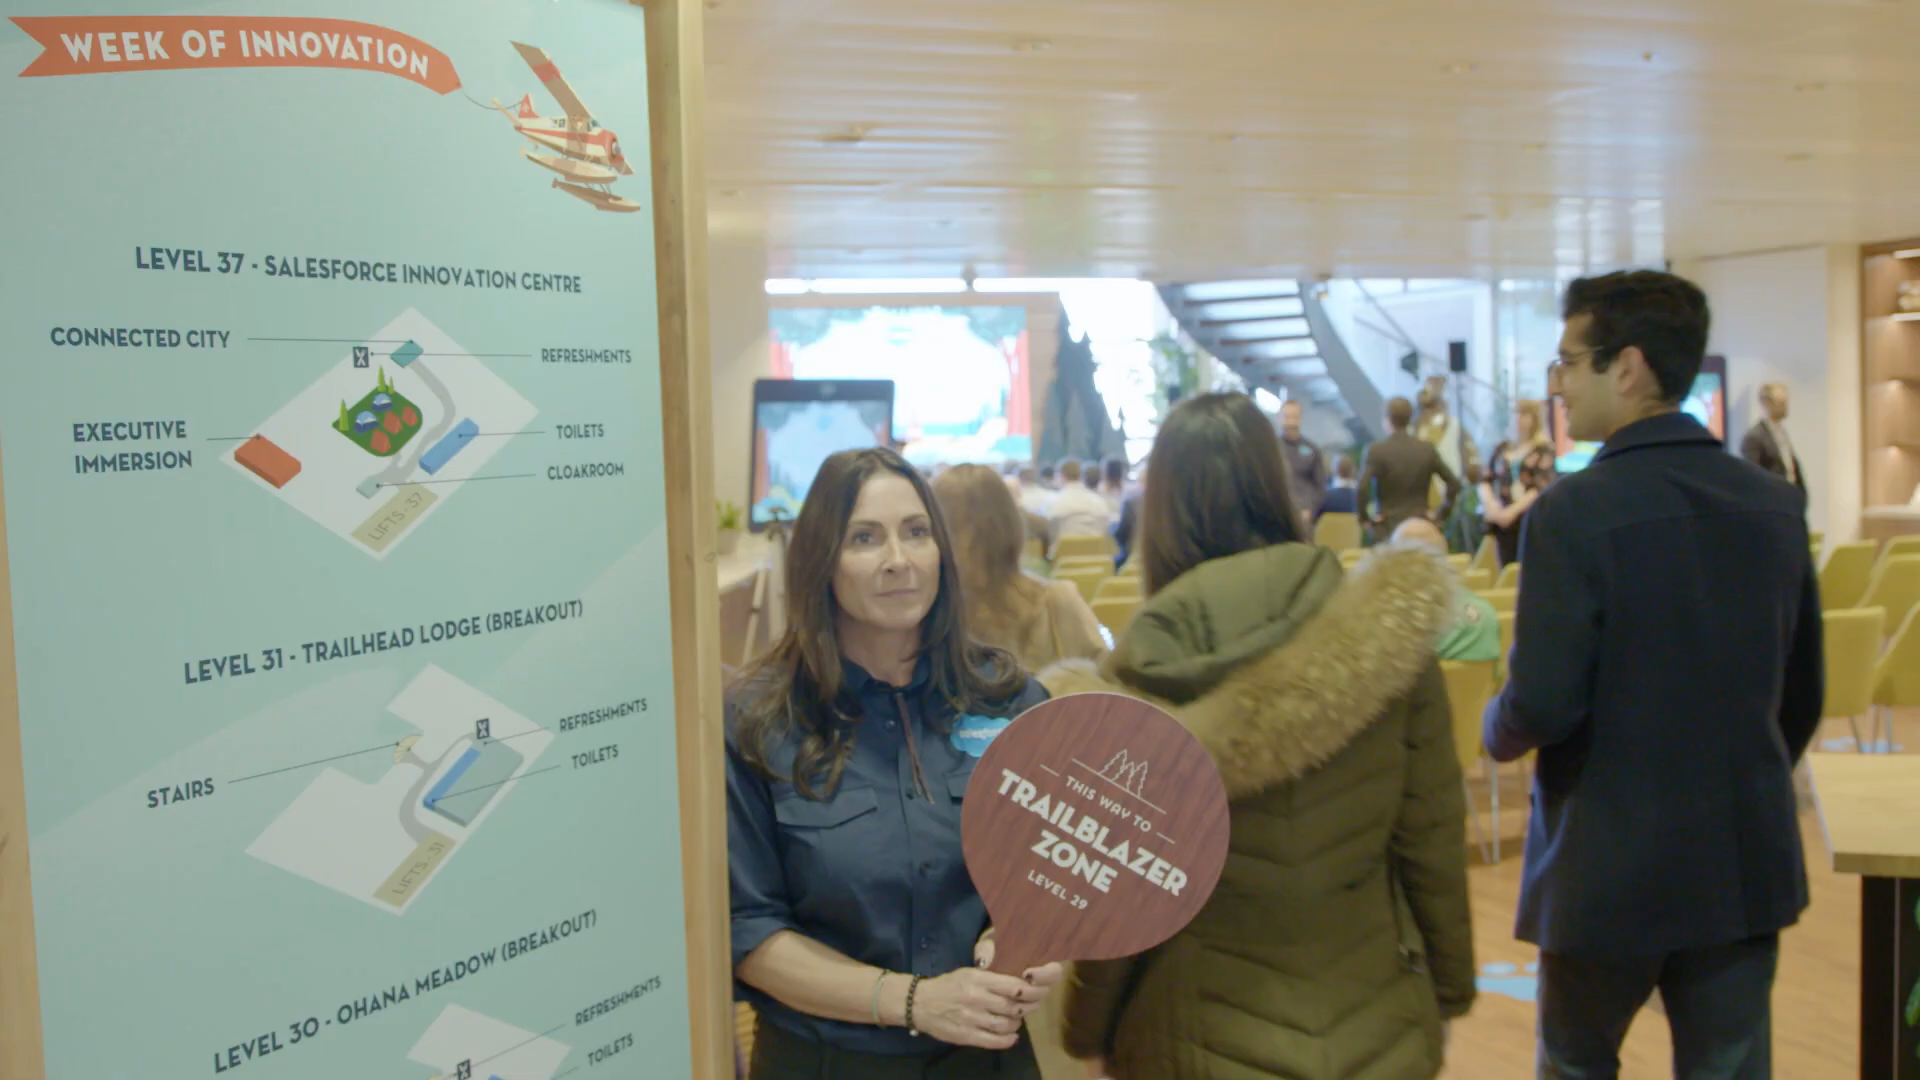 WEEK OF INNOVATION
LEVEL 37 - SALESFORCE INNOVATION CENTRE
CONNECTED CITY
REFRESHMENTS
EXECUTIVE
IMMERSION
TOILETS
CLOAKROOM
LIFTS - 37
LEVEL 31 - TRAILHEAD LODGE (BREAKOUT)
REFRESHMENTS
TOILETS
STAIRS
LIFTS - 31
LEVEL 30 - OHANA MEADOW (BREAKOUT)
REFRESHMENTS
TOILETS
THIS WAY TO
TRAILBLAZER
ZONE
LEVEL 29